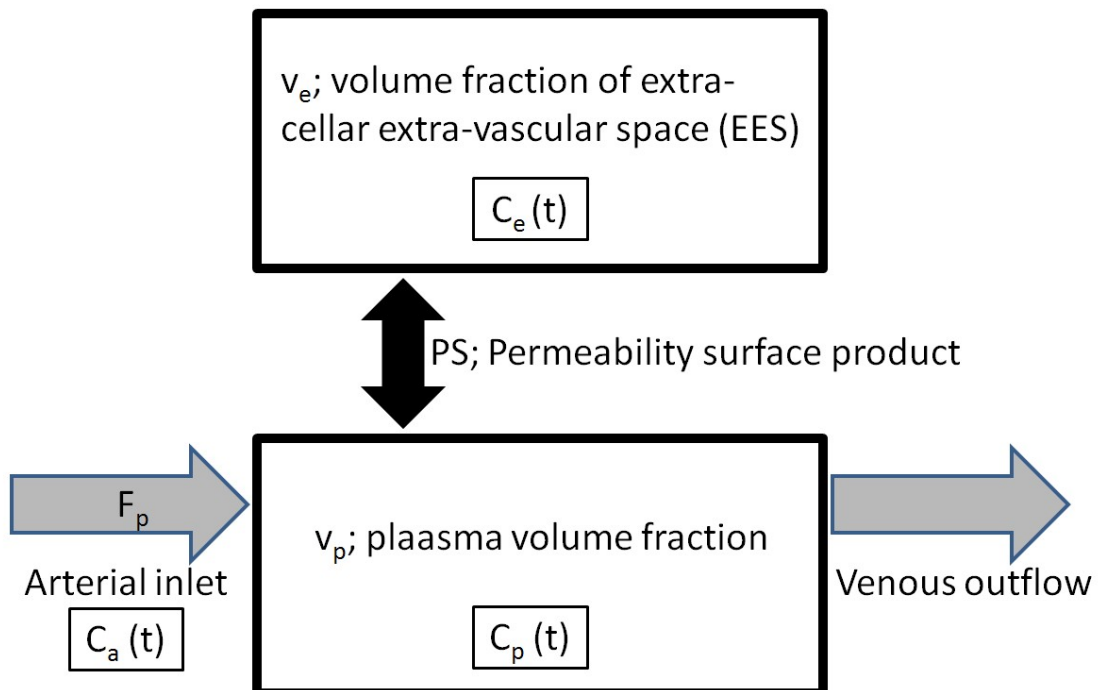 v_e; volume fraction of extra-
cellar extra-vascular space (EES)
C_e (t)
PS; Permeability surface product
F_p
v_p; plaasma volume fraction
Arterial inlet
Venous outflow
C_a (t)
C_p (t)